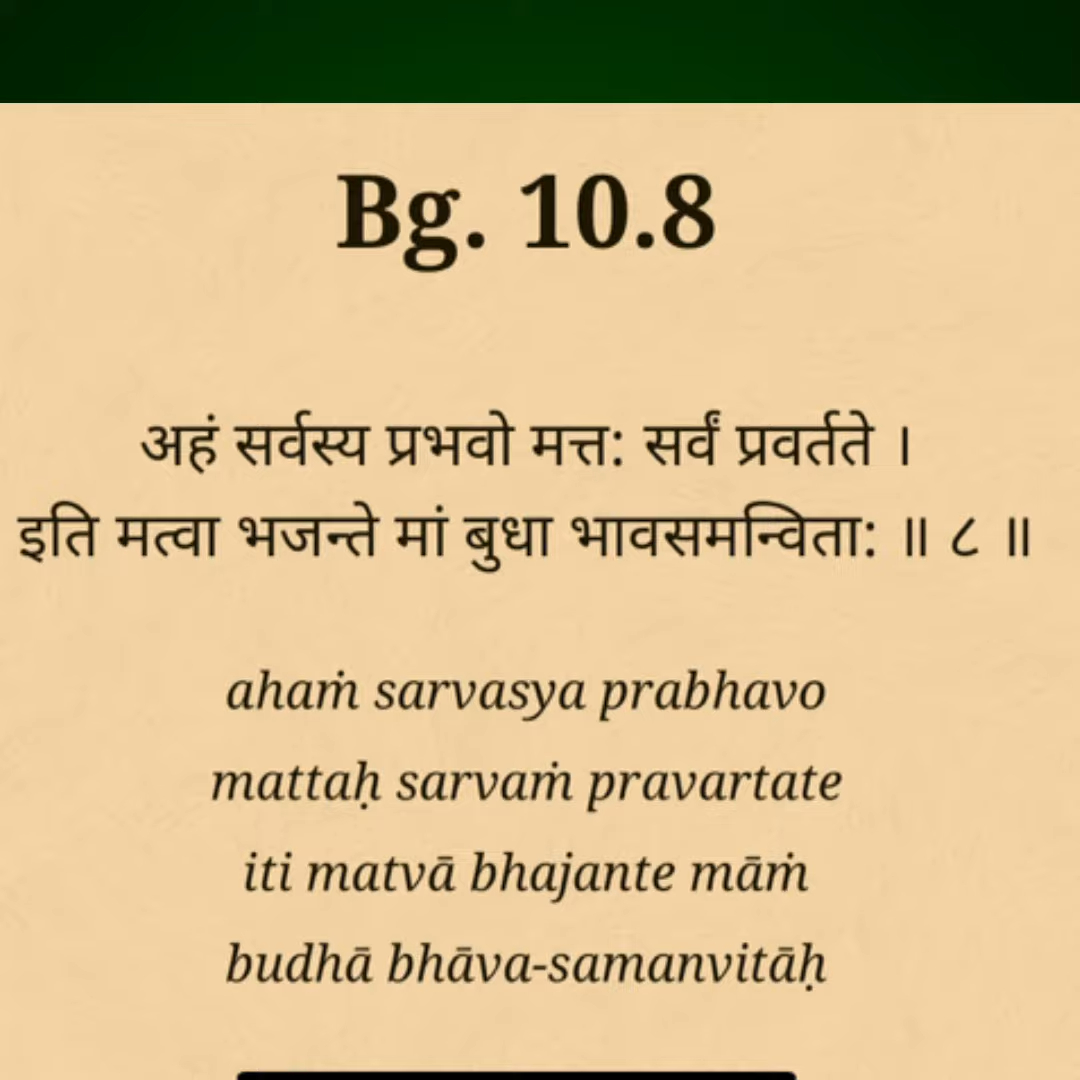 Bg. 10.8
अहं सर्वस्य प्रभवो मत्त: सर्वं प्रवर्तते ।
इति मत्वा भजन्ते मां बुधा भावसमन्विता: ॥ ८ ॥
ahaṁ sarvasya prabhavo
mattaḥ sarvaṁ pravartate
iti matvā bhajante māṁ
budhā bhāva-samanvitāḥ